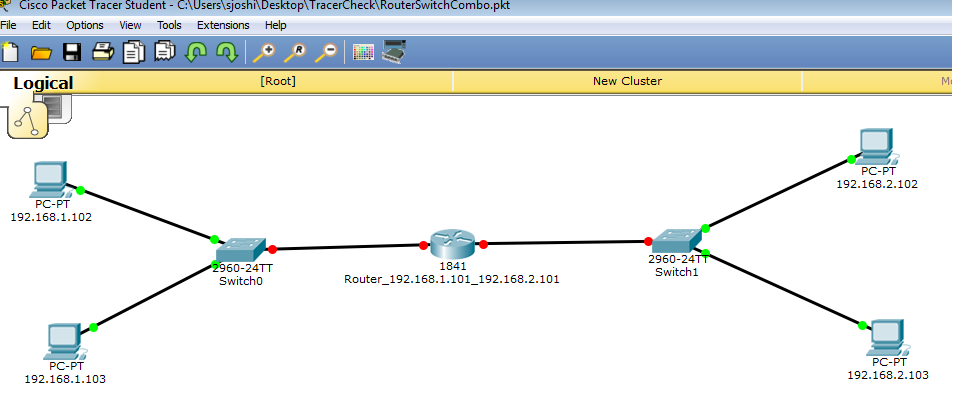 Cisco Packet Tracer Student - C:\Users\sjoshi\Desktop\TracerCheck\RouterSwitchCombo.pkt
File Edit Options View Tools Extensions Help
Logical [Root] New Cluster
PC-PT
192.168.1.102
PC-PT
192.168.2.102
2960-24TT
Switch0
1841
Router_192.168.1.101_192.168.2.101
2960-24TT
Switch1
PC-PT
192.168.1.103
PC-PT
192.168.2.103